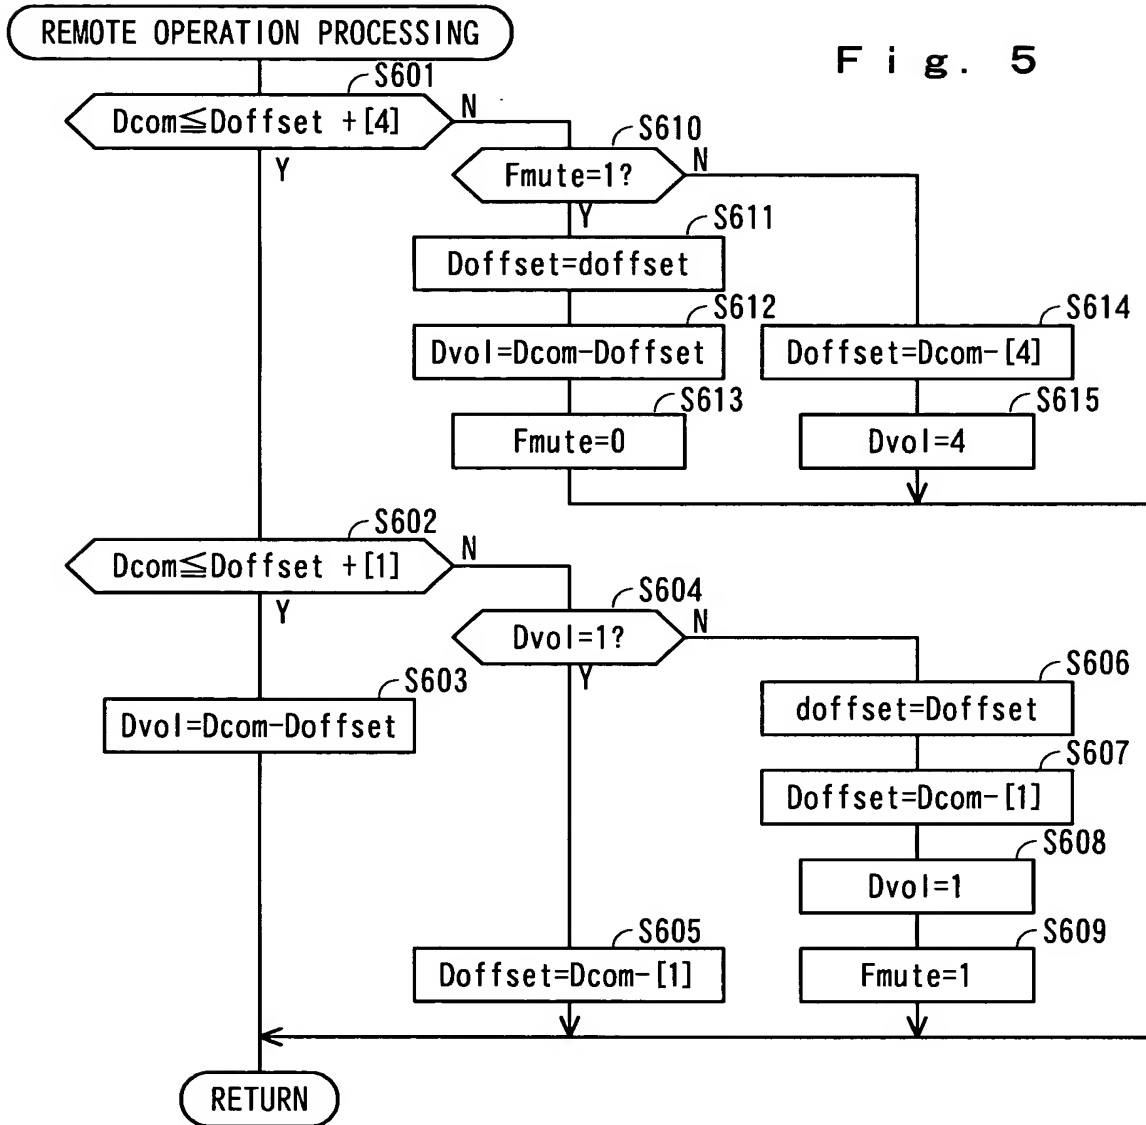 REMOTE OPERATION PROCESSING
Fig. 5
S601
Dcom≦Doffset +[4]
N
Y
S610
Fmute=1?
N
Y
S611
Doffset=doffset
S612
Dvol=Dcom-Doffset
S613
Fmute=0
S614
Doffset=Dcom-[4]
S615
Dvol=4
S602
Dcom≦Doffset +[1]
N
Y
S603
Dvol=Dcom-Doffset
S604
Dvol=1?
N
Y
S605
Doffset=Dcom-[1]
S606
doffset=Doffset
S607
Doffset=Dcom-[1]
S608
Dvol=1
S609
Fmute=1
RETURN